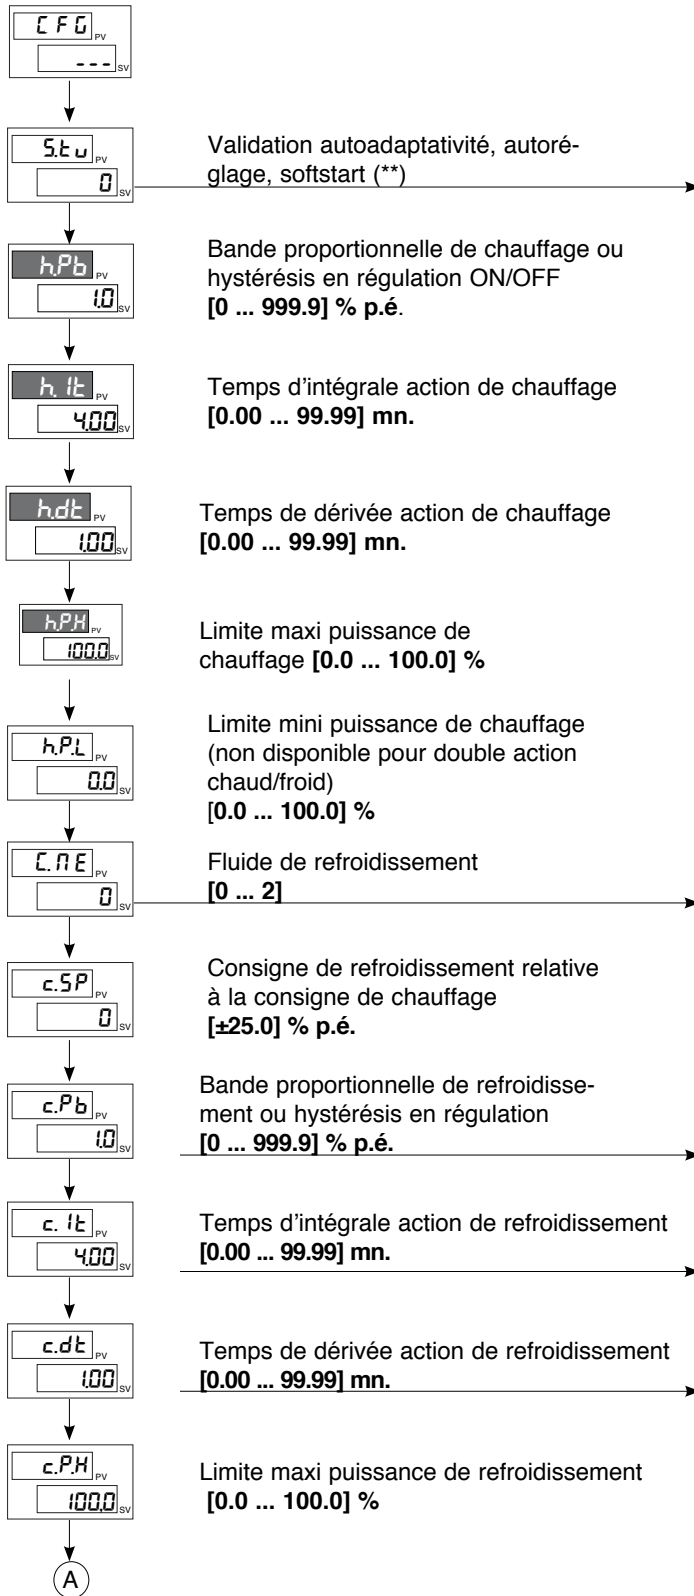 CFG PV
--- SV
S.tu PV
0 SV
Validation autoadaptativité, autoré-
glage, softstart (**)
h.Pb PV
1.0 SV
Bande proportionnelle de chauffage ou
hystérésis en régulation ON/OFF
[0 ... 999.9] % p.é.
h.It PV
4.00 SV
Temps d'intégrale action de chauffage
[0.00 ... 99.99] mn.
h.dt PV
1.00 SV
Temps de dérivée action de chauffage
[0.00 ... 99.99] mn.
h.P.H PV
100.0 SV
Limite maxi puissance de
chauffage [0.0 ... 100.0] %
h.P.L PV
0.0 SV
Limite mini puissance de chauffage
(non disponible pour double action
chaud/froid)
[0.0 ... 100.0] %
C.ME PV
0 SV
Fluide de refroidissement
[0 ... 2]
c.SP PV
0 SV
Consigne de refroidissement relative
à la consigne de chauffage
[±25.0] % p.é.
c.Pb PV
1.0 SV
Bande proportionnelle de refroidisse-
ment ou hystérésis en régulation
[0 ... 999.9] % p.é.
c.It PV
4.00 SV
Temps d'intégrale action de refroidissement
[0.00 ... 99.99] mn.
c.dt PV
1.00 SV
Temps de dérivée action de refroidissement
[0.00 ... 99.99] mn.
c.P.H PV
100.0 SV
Limite maxi puissance de refroidissement
[0.0 ... 100.0] %
A